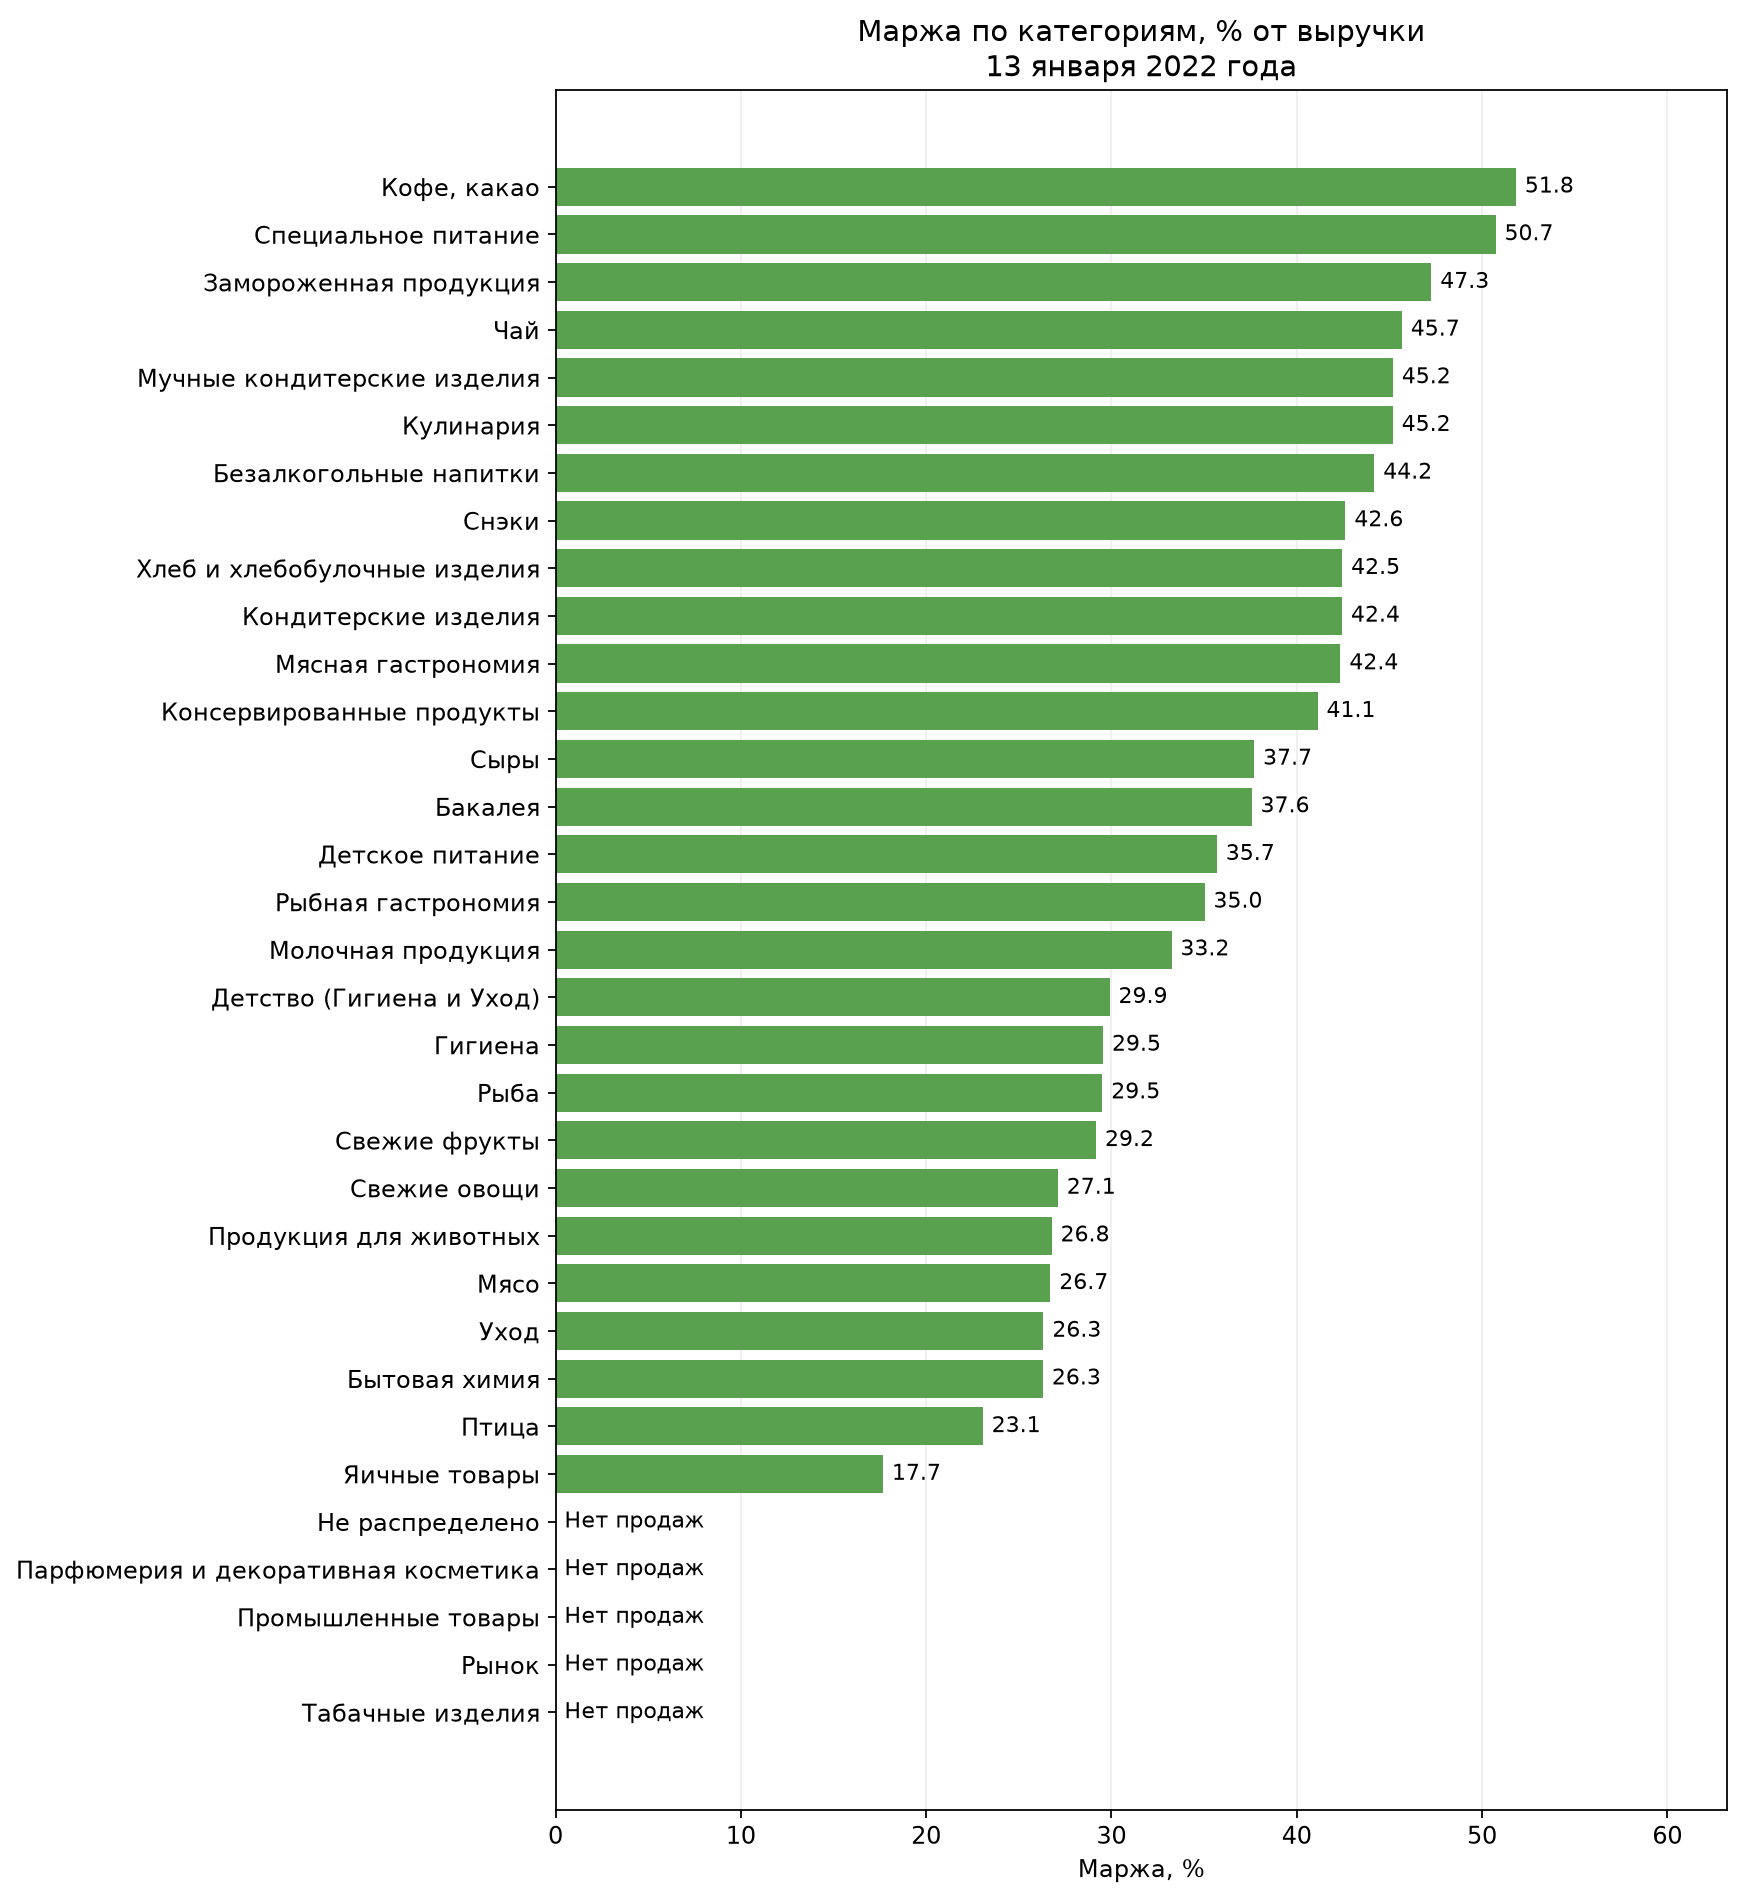 Маржа по категориям, % от выручки
13 января 2022 года
Кофе, какао 51.8
Специальное питание 50.7
Замороженная продукция 47.3
Чай 45.7
Мучные кондитерские изделия 45.2
Кулинария 45.2
Безалкогольные напитки 44.2
Снэки 42.6
Хлеб и хлебобулочные изделия 42.5
Кондитерские изделия 42.4
Мясная гастрономия 42.4
Консервированные продукты 41.1
Сыры 37.7
Бакалея 37.6
Детское питание 35.7
Рыбная гастрономия 35.0
Молочная продукция 33.2
Детство (Гигиена и Уход) 29.9
Гигиена 29.5
Рыба 29.5
Свежие фрукты 29.2
Свежие овощи 27.1
Продукция для животных 26.8
Мясо 26.7
Уход 26.3
Бытовая химия 26.3
Птица 23.1
Яичные товары 17.7
Не распределено Нет продаж
Парфюмерия и декоративная косметика Нет продаж
Промышленные товары Нет продаж
Рынок Нет продаж
Табачные изделия Нет продаж
0 10 20 30 40 50 60
Маржа, %